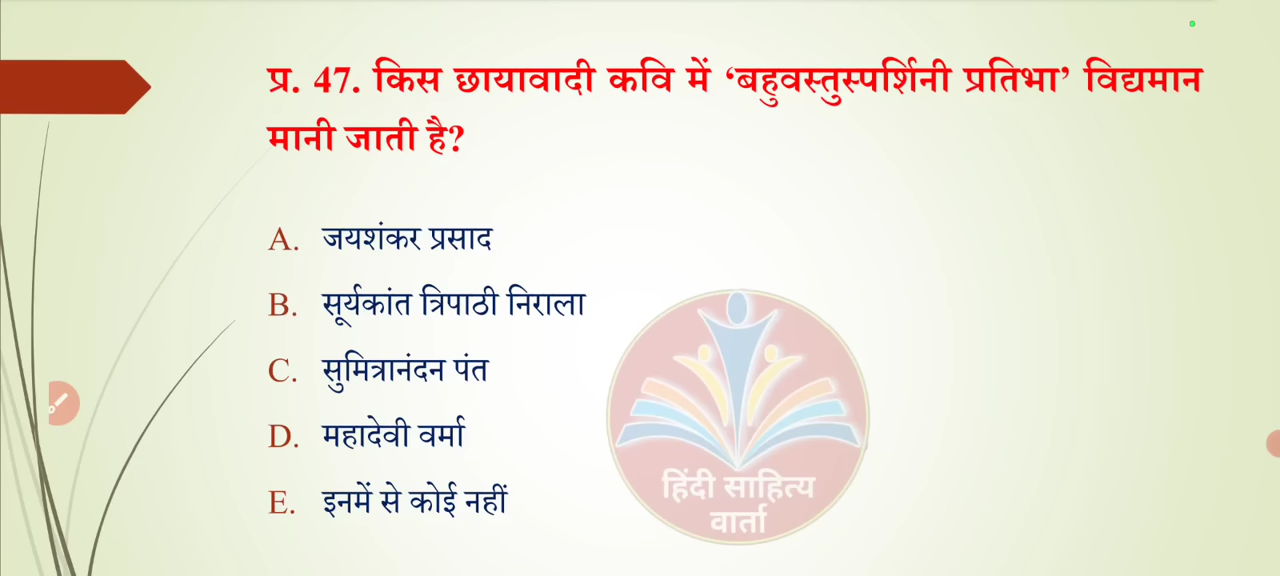 प्र. 47. किस छायावादी कवि में ‘बहुवस्तुस्पर्शिनी प्रतिभा’ विद्यमान
मानी जाती है?
A. जयशंकर प्रसाद
B. सूर्यकांत त्रिपाठी निराला
C. सुमित्रानंदन पंत
D. महादेवी वर्मा
E. इनमें से कोई नहीं
हिंदी साहित्य
वार्ता